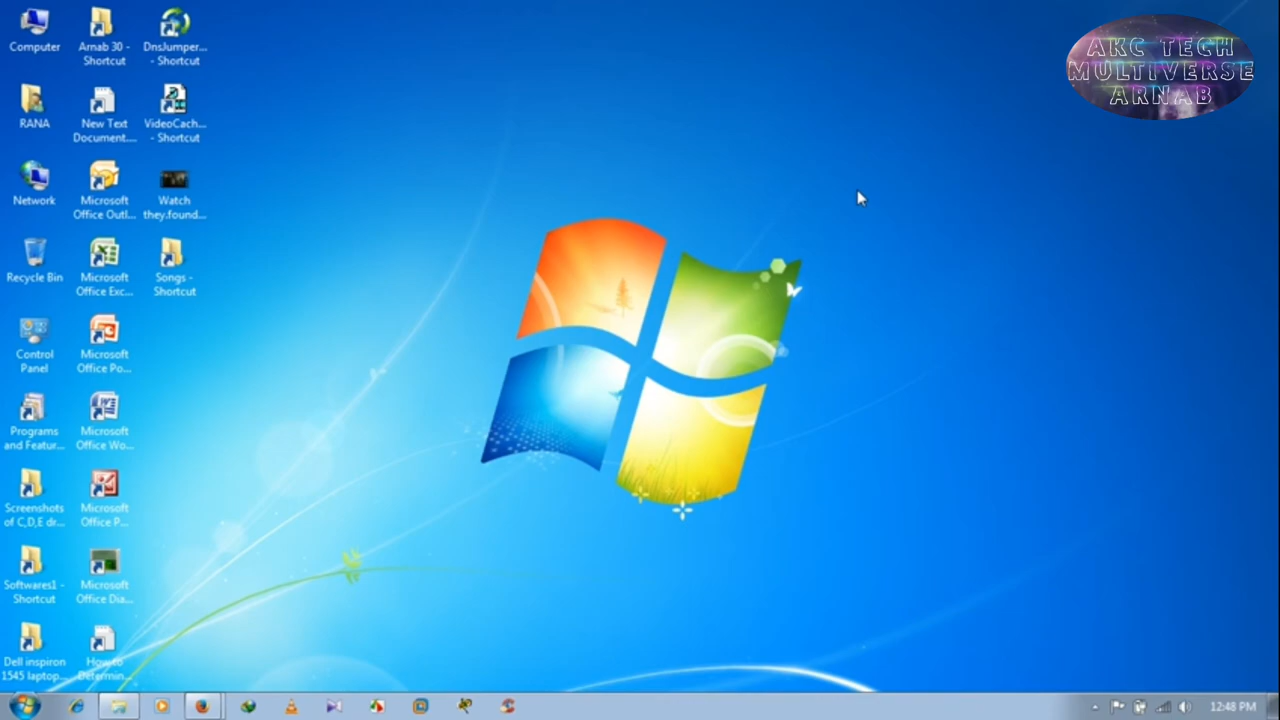 Computer
Arnab 30 -
Shortcut
DnsJumper...
- Shortcut
RANA
New Text
Document....
VideoCach...
- Shortcut
Network
Microsoft
Office Outl...
Watch
they.found...
Recycle Bin
Microsoft
Office Exc...
Songs -
Shortcut
Control
Panel
Microsoft
Office Po...
Programs
and Featur...
Microsoft
Office Wo...
Screenshots
of C,D,E dr...
Microsoft
Office P...
Softwares1 -
Shortcut
Microsoft
Office Dia...
Dell inspiron
1545 laptop...
How to
Determin...
AKC TECH
MULTIVERSE
ARNAB
12:48 PM